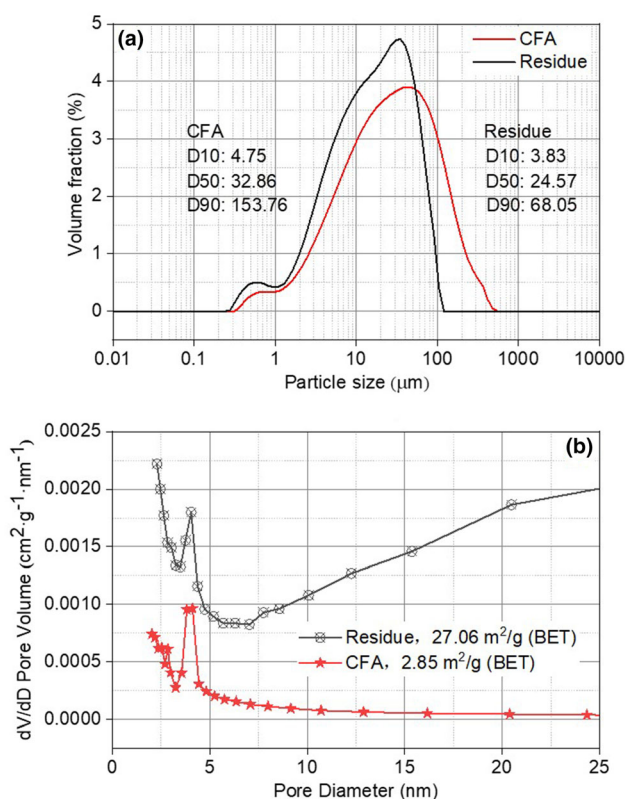 (a)
CFA
Residue
5
4
3
2
1
0
Volume fraction (%)
CFA
D10: 4.75
D50: 32.86
D90: 153.76
Residue
D10: 3.83
D50: 24.57
D90: 68.05
0.01 0.1 1 10 100 1000 10000
Particle size (μm)
(b)
0.0025
0.0020
0.0015
0.0010
0.0005
0.0000
dV/dD Pore Volume (cm²·g⁻¹·nm⁻¹)
Residue, 27.06 m²/g (BET)
CFA, 2.85 m²/g (BET)
0 5 10 15 20 25
Pore Diameter (nm)